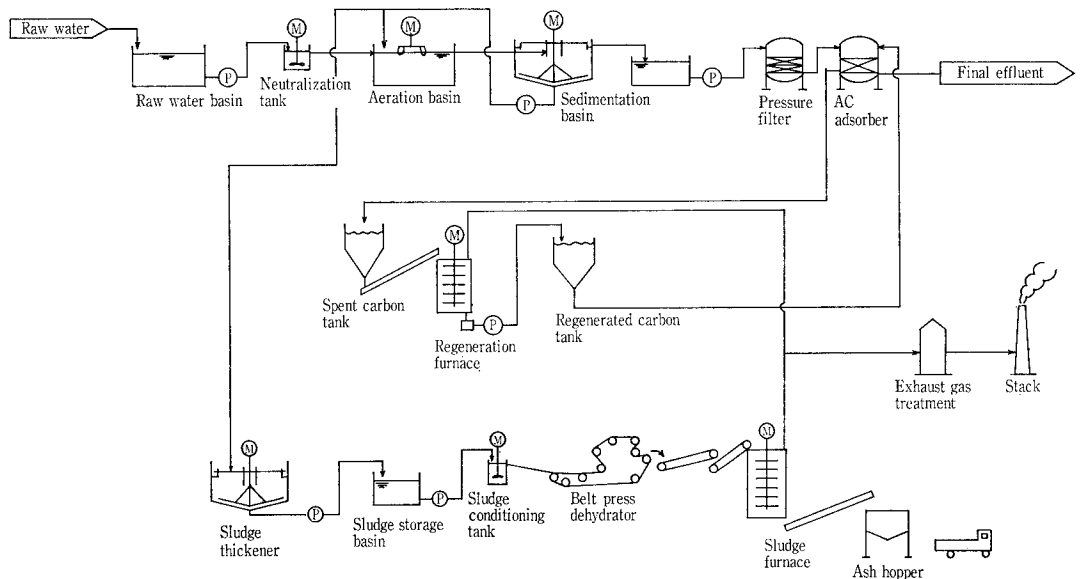 Raw water
M
M
M
P
Raw water basin
Neutralization
tank
Aeration basin
P
Sedimentation
basin
P
Pressure
filter
AC
adsorber
Final effluent
M
Spent carbon
tank
P
Regeneration
furnace
Regenerated carbon
tank
Exhaust gas
treatment
Stack
M
P
Sludge
thickener
Sludge storage
basin
P
M
Sludge
conditioning
tank
Belt press
dehydrator
M
Sludge
furnace
Ash hopper